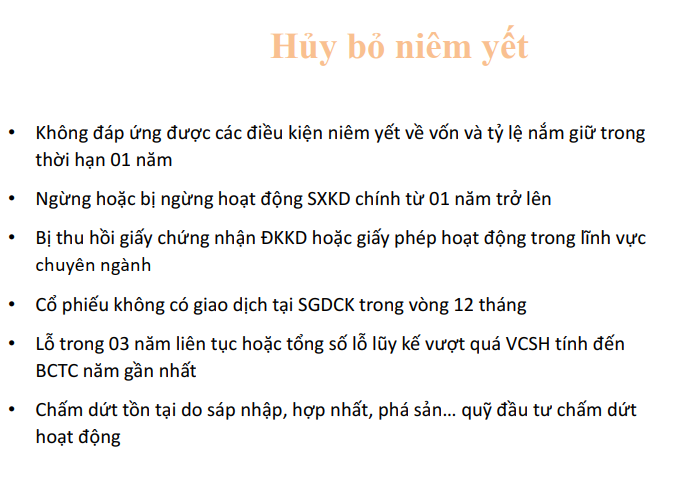 Hủy bỏ niêm yết
• Không đáp ứng được các điều kiện niêm yết về vốn và tỷ lệ nắm giữ trong
thời hạn 01 năm
• Ngừng hoặc bị ngừng hoạt động SXKD chính từ 01 năm trở lên
• Bị thu hồi giấy chứng nhận ĐKKD hoặc giấy phép hoạt động trong lĩnh vực
chuyên ngành
• Cổ phiếu không có giao dịch tại SGDCK trong vòng 12 tháng
• Lỗ trong 03 năm liên tục hoặc tổng số lỗ lũy kế vượt quá VCSH tính đến
BCTC năm gần nhất
• Chấm dứt tồn tại do sáp nhập, hợp nhất, phá sản… quỹ đầu tư chấm dứt
hoạt động